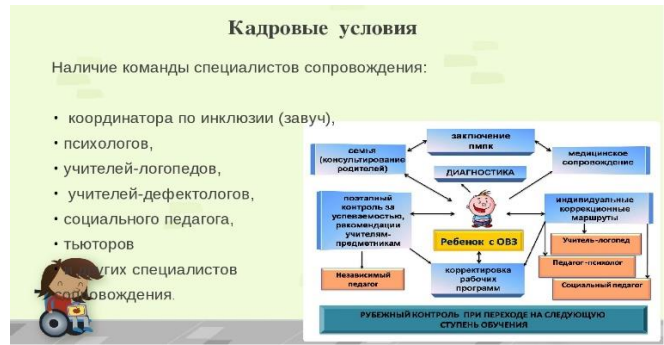 Кадровые условия
Наличие команды специалистов сопровождения:
• координатора по инклюзии (завуч),
• психологов,
• учителей-логопедов,
• учителей-дефектологов,
• социального педагога,
• тьюторов
других специалистов
сопровождения.
заключение
пмпк
семья
(консультирование
родителей)
медицинское
сопровождение
ДИАГНОСТИКА
поэтапный
контроль за
успеваемостью,
рекомендации
учителям-
предметникам
индивидуальные
коррекционные
маршруты
Ребенок с ОВЗ
Учитель-логопед
Педагог-психолог
Социальный педагог
Независимый
педагог
корректировка
рабочих
программ
РУБЕЖНЫЙ КОНТРОЛЬ ПРИ ПЕРЕХОДЕ НА СЛЕДУЮЩУЮ
СТУПЕНЬ ОБУЧЕНИЯ